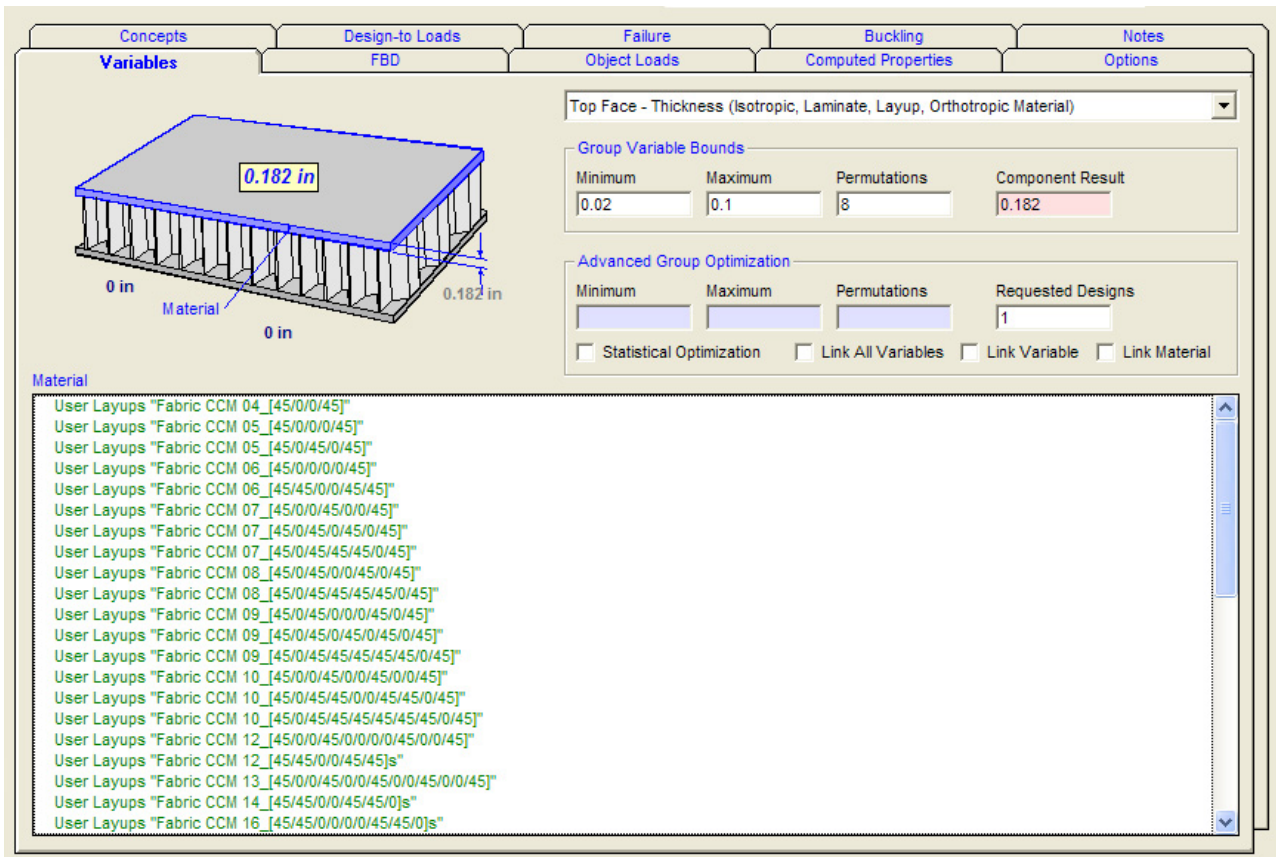 Concepts Design-to Loads Failure Buckling Notes
Variables FBD Object Loads Computed Properties Options
Top Face - Thickness (Isotropic, Laminate, Layup, Orthotropic Material)
0.182 in
0 in
Material
0 in
0.182 in
Group Variable Bounds
Minimum Maximum Permutations Component Result
0.02 0.1 8 0.182
Advanced Group Optimization
Minimum Maximum Permutations Requested Designs
1
Statistical Optimization Link All Variables Link Variable Link Material
Material
User Layups "Fabric CCM 04_[45/0/0/45]"
User Layups "Fabric CCM 05_[45/0/0/0/45]"
User Layups "Fabric CCM 05_[45/0/45/0/45]"
User Layups "Fabric CCM 06_[45/0/0/0/0/45]"
User Layups "Fabric CCM 06_[45/45/0/0/45/45]"
User Layups "Fabric CCM 07_[45/0/0/45/0/0/45]"
User Layups "Fabric CCM 07_[45/0/45/0/45/0/45]"
User Layups "Fabric CCM 07_[45/0/45/45/45/0/45]"
User Layups "Fabric CCM 08_[45/0/45/0/0/45/0/45]"
User Layups "Fabric CCM 08_[45/0/45/45/45/45/0/45]"
User Layups "Fabric CCM 09_[45/0/45/0/0/0/45/0/45]"
User Layups "Fabric CCM 09_[45/0/45/0/45/0/45/0/45]"
User Layups "Fabric CCM 09_[45/0/45/45/45/45/45/0/45]"
User Layups "Fabric CCM 10_[45/0/0/45/0/0/45/0/0/45]"
User Layups "Fabric CCM 10_[45/0/45/45/0/0/45/45/0/45]"
User Layups "Fabric CCM 10_[45/0/45/45/45/45/45/45/0/45]"
User Layups "Fabric CCM 12_[45/0/0/45/0/0/0/0/45/0/0/45]"
User Layups "Fabric CCM 12_[45/45/0/0/45/45]s"
User Layups "Fabric CCM 13_[45/0/0/45/0/0/45/0/0/45/0/0/45]"
User Layups "Fabric CCM 14_[45/45/0/0/45/45/0]s"
User Layups "Fabric CCM 16_[45/45/0/0/0/0/45/45/0]s"